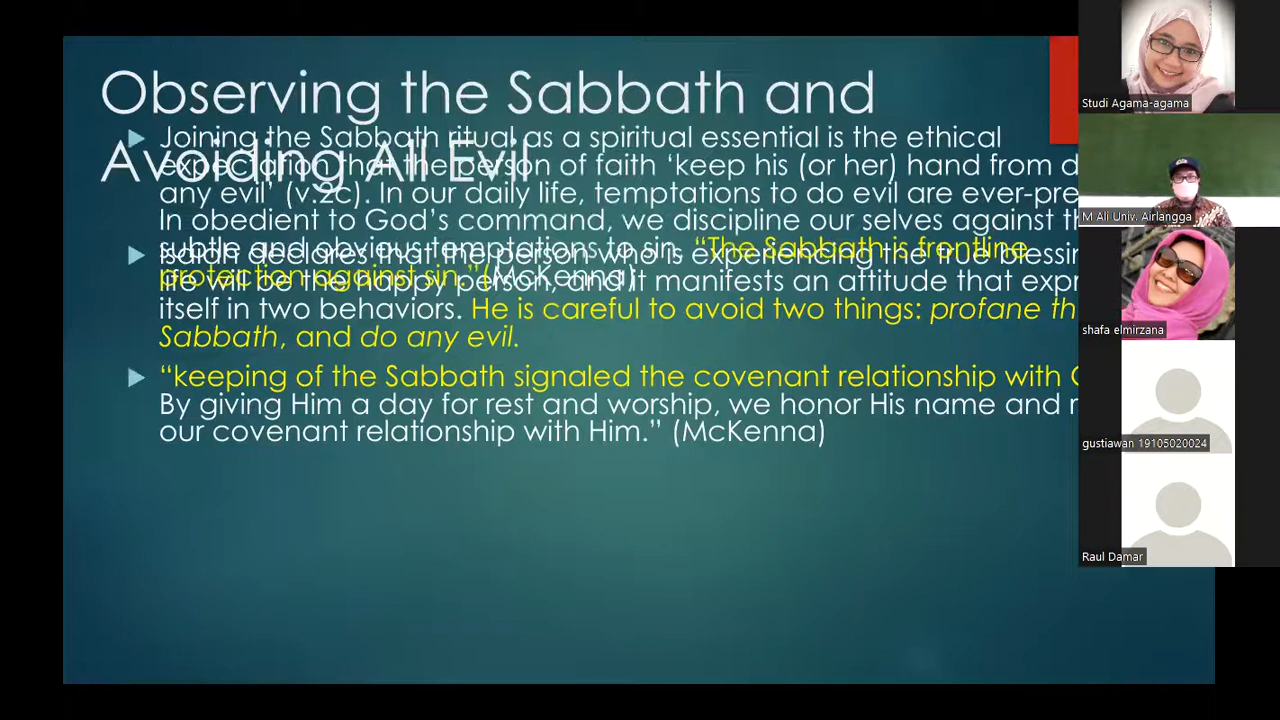 Observing the Sabbath and
Avoiding All Evil
Joining the Sabbath ritual as a spiritual essential is the ethical
expectation that the person of faith ‘keep his (or her) hand from d
any evil’ (v.2c). In our daily life, temptations to do evil are ever-pre
In obedient to God’s command, we discipline our selves against th
subtle and obvious temptations to sin. “The Sabbath is frontline
protection against sin.”(McKenna)
Isaiah declares that the person who is experiencing the true blessin
life will be the happy person, and it manifests an attitude that expr
itself in two behaviors. He is careful to avoid two things: profane th
Sabbath, and do any evil.
“keeping of the Sabbath signaled the covenant relationship with G
By giving Him a day for rest and worship, we honor His name and r
our covenant relationship with Him.” (McKenna)
Studi Agama-agama
M Ali Univ. Airlangga
shafa elmirzana
gustiawan 19105020024
Raul Damar